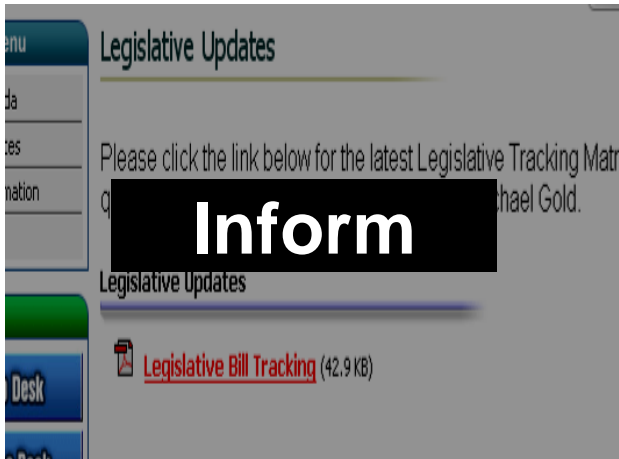 enu
Legislative Updates
da
ces
Please click the link below for the latest Legislative Tracking Matr
mation
q
Inform
chael Gold.
Legislative Updates
Legislative Bill Tracking (42.9 KB)
Desk